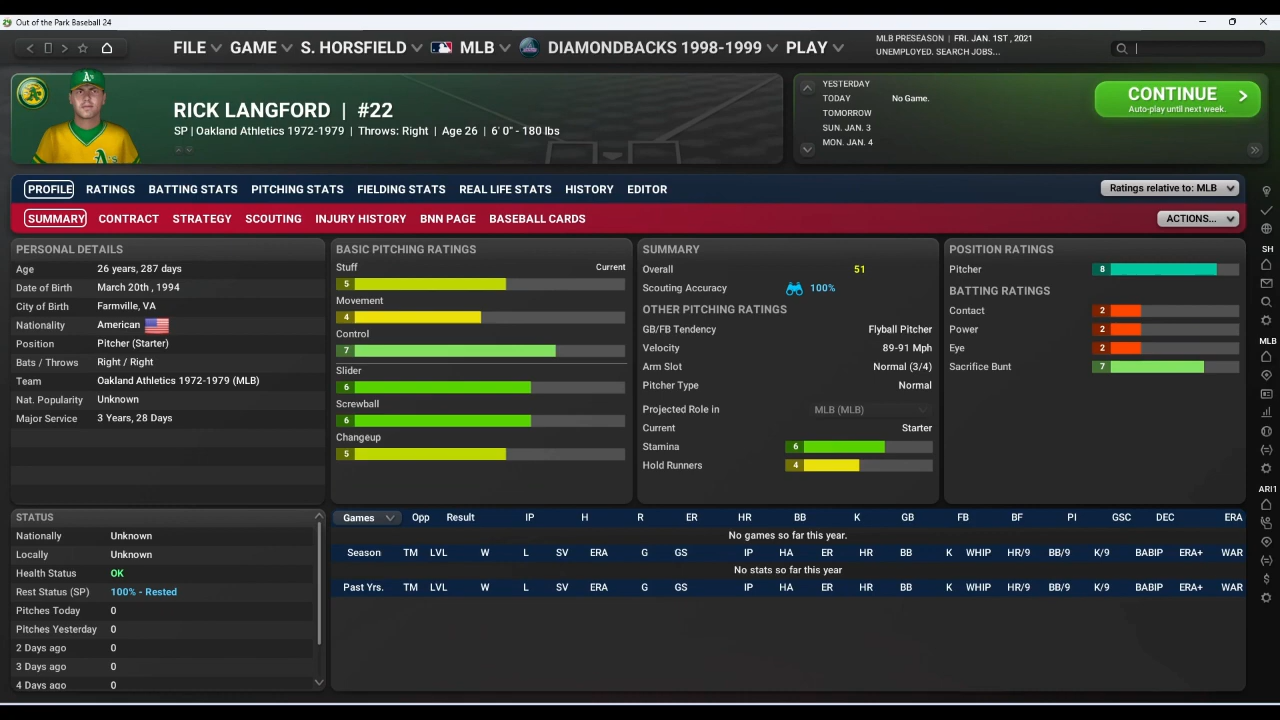 Out of the Park Baseball 24
FILE GAME S. HORSFIELD MLB DIAMONDBACKS 1998-1999 PLAY
MLB PRESEASON | FRI. JAN. 1ST, 2021
UNEMPLOYED. SEARCH JOBS...
RICK LANGFORD | #22
SP | Oakland Athletics 1972-1979 | Throws: Right | Age 26 | 6' 0" - 180 lbs
YESTERDAY
TODAY No Game.
TOMORROW
SUN. JAN. 3
MON. JAN. 4
CONTINUE
Auto-play until next week.
PROFILE RATINGS BATTING STATS PITCHING STATS FIELDING STATS REAL LIFE STATS HISTORY EDITOR
Ratings relative to: MLB
SUMMARY CONTRACT STRATEGY SCOUTING INJURY HISTORY BNN PAGE BASEBALL CARDS
ACTIONS...
PERSONAL DETAILS
Age 26 years, 287 days
Date of Birth March 20th , 1994
City of Birth Farmville, VA
Nationality American
Position Pitcher (Starter)
Bats / Throws Right / Right
Team Oakland Athletics 1972-1979 (MLB)
Nat. Popularity Unknown
Major Service 3 Years, 28 Days
BASIC PITCHING RATINGS
Stuff Current
5
Movement
4
Control
7
Slider
6
Screwball
6
Changeup
5
SUMMARY
Overall 51
Scouting Accuracy 100%
OTHER PITCHING RATINGS
GB/FB Tendency Flyball Pitcher
Velocity 89-91 Mph
Arm Slot Normal (3/4)
Pitcher Type Normal
Projected Role in MLB (MLB)
Current Starter
Stamina 6
Hold Runners 4
POSITION RATINGS
Pitcher 8
BATTING RATINGS
Contact 2
Power 2
Eye 2
Sacrifice Bunt 7
SH
MLB
ARI1
STATUS
Nationally Unknown
Locally Unknown
Health Status OK
Rest Status (SP) 100% - Rested
Pitches Today 0
Pitches Yesterday 0
2 Days ago 0
3 Days ago 0
4 Days ago 0
Games Opp Result IP H R ER HR BB K GB FB BF PI GSC DEC ERA
No games so far this year.
Season TM LVL W L SV ERA G GS IP HA ER HR BB K WHIP HR/9 BB/9 K/9 BABIP ERA+ WAR
No stats so far this year
Past Yrs. TM LVL W L SV ERA G GS IP HA ER HR BB K WHIP HR/9 BB/9 K/9 BABIP ERA+ WAR